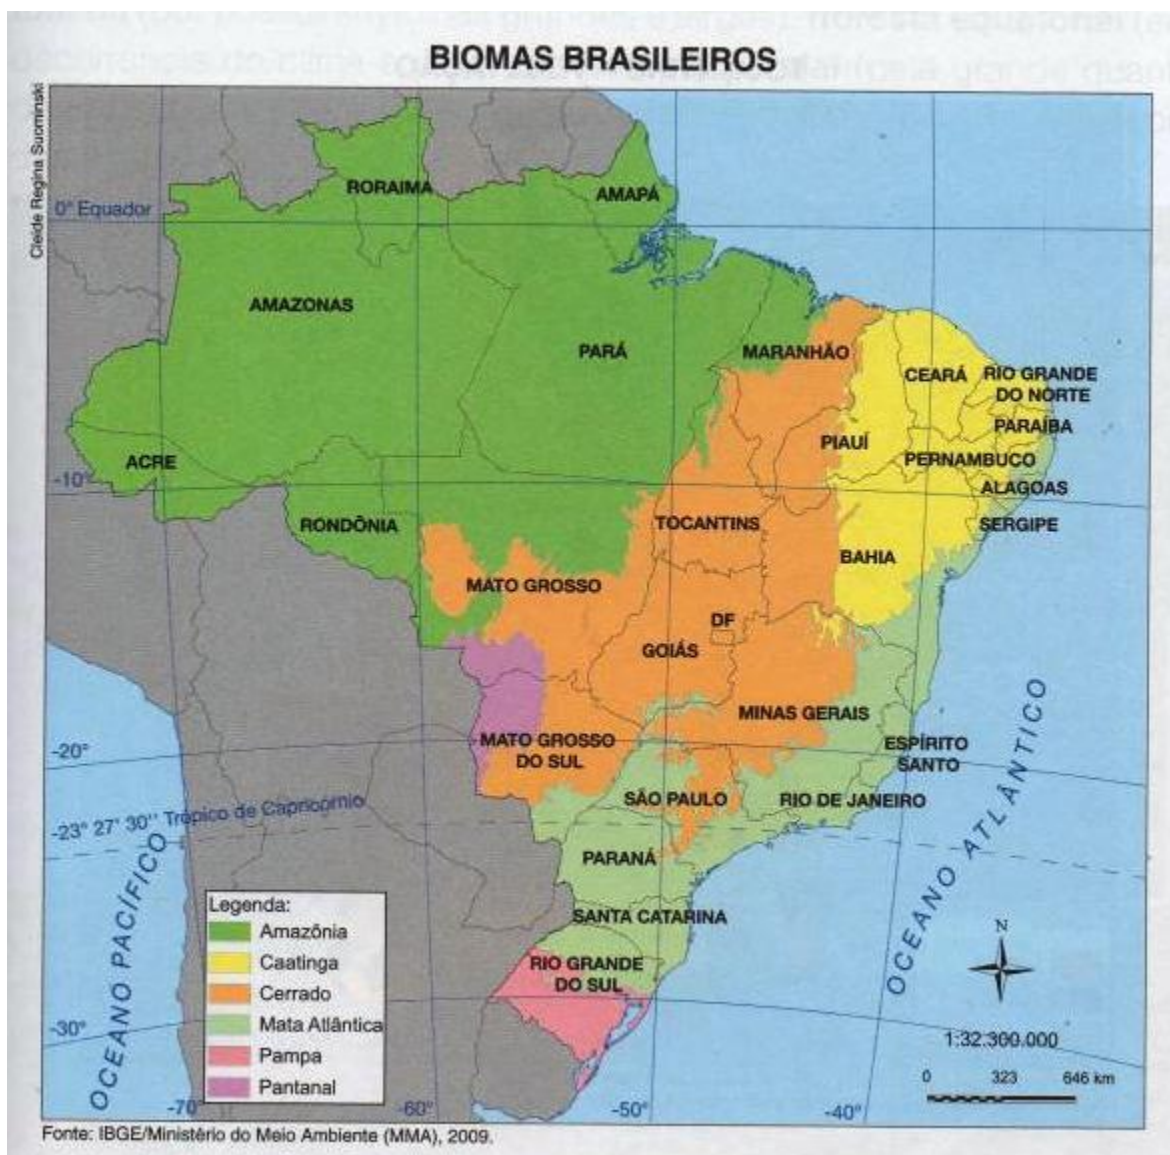 BIOMAS BRASILEIROS
Cleide Regina Suominski
RORAIMA
AMAPÁ
0° Equador
AMAZONAS
PARÁ
MARANHÃO
CEARÁ
RIO GRANDE
DO NORTE
PARAÍBA
PIAUÍ
PERNAMBUCO
ACRE
-10°
ALAGOAS
RONDÔNIA
TOCANTINS
SERGIPE
BAHIA
MATO GROSSO
DF
GOIÁS
MINAS GERAIS
-20°
MATO GROSSO
DO SUL
ESPÍRITO
SANTO
SÃO PAULO
RIO DE JANEIRO
-23° 27' 30'' Trópico de Capricórnio
PARANÁ
OCEANO PACÍFICO
OCEANO ATLÂNTICO
SANTA CATARINA
RIO GRANDE
DO SUL
Legenda:
Amazônia
Caatinga
Cerrado
Mata Atlântica
Pampa
Pantanal
N
-30°
1:32.300.000
0 323 646 km
-70° -60° -50° -40°
Fonte: IBGE/Ministério do Meio Ambiente (MMA), 2009.